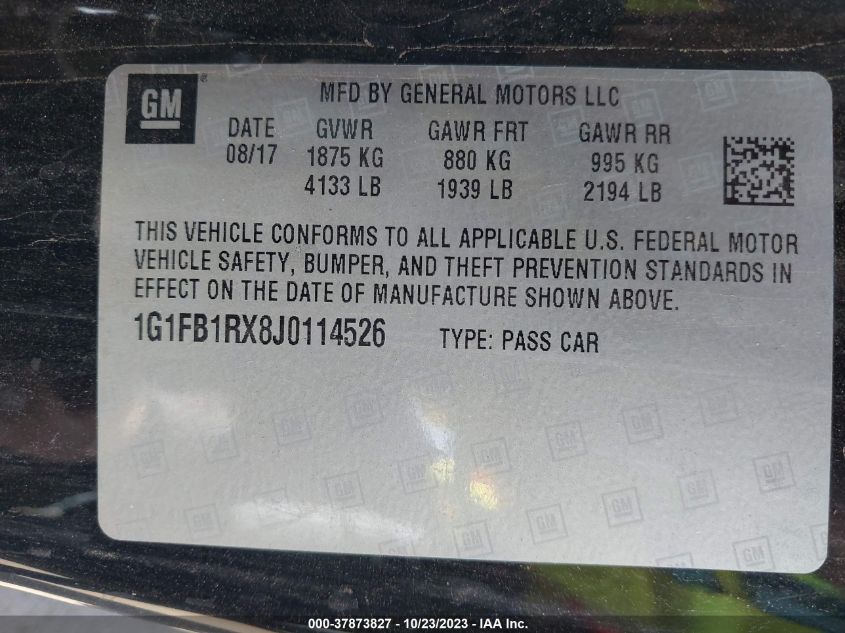 GM®
MFD BY GENERAL MOTORS LLC
DATE GVWR GAWR FRT GAWR RR
08/17 1875 KG 880 KG 995 KG
4133 LB 1939 LB 2194 LB
THIS VEHICLE CONFORMS TO ALL APPLICABLE U.S. FEDERAL MOTOR
VEHICLE SAFETY, BUMPER, AND THEFT PREVENTION STANDARDS IN
EFFECT ON THE DATE OF MANUFACTURE SHOWN ABOVE.
1G1FB1RX8J0114526 TYPE: PASS CAR
000-37873827 - 10/23/2023 - IAA, Inc.